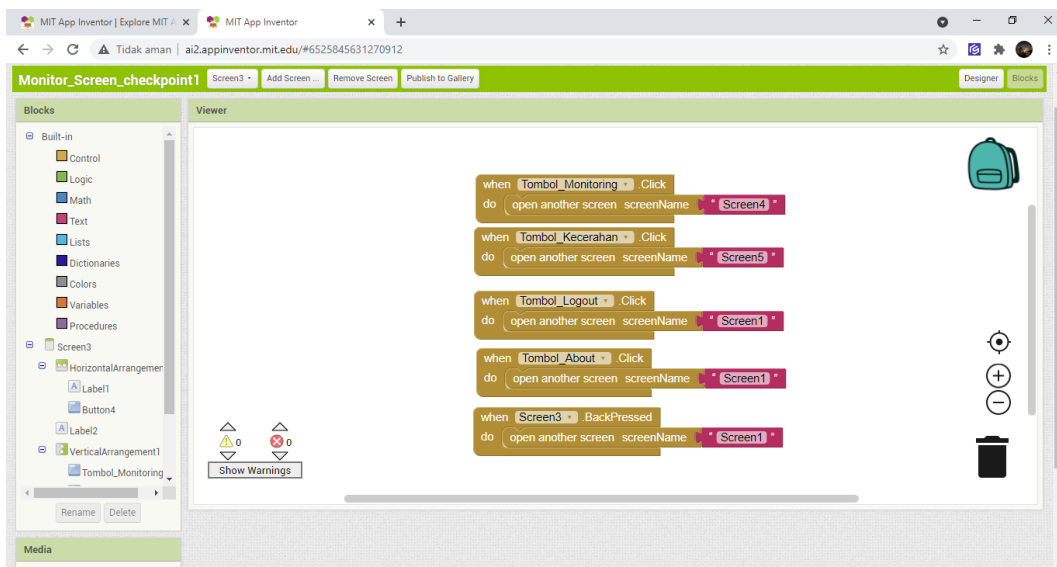 MIT App Inventor | Explore MIT A
MIT App Inventor
Tidak aman | ai2.appinventor.mit.edu/#6525845631270912
Monitor_Screen_checkpoint1 Screen3 Add Screen ... Remove Screen Publish to Gallery Designer Blocks
Blocks
Viewer
Built-in
Control
Logic
Math
Text
Lists
Dictionaries
Colors
Variables
Procedures
Screen3
HorizontalArrangemen
Label1
Button4
Label2
VerticalArrangement1
Tombol_Monitoring
Rename Delete
Media
when Tombol_Monitoring .Click
do open another screen screenName " Screen4 "
when Tombol_Kecerahan .Click
do open another screen screenName " Screen5 "
when Tombol_Logout .Click
do open another screen screenName " Screen1 "
when Tombol_About .Click
do open another screen screenName " Screen1 "
when Screen3 .BackPressed
do open another screen screenName " Screen1 "
0 0
Show Warnings